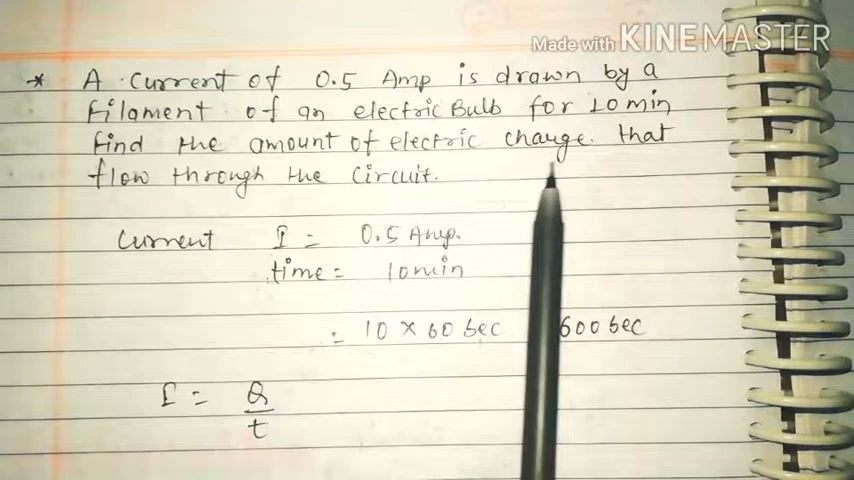 Made with KINEMASTER
* A current of 0.5 Amp is drawn by a
filament of an electric Bulb for 10 min
find the amount of electric charge. that
flow through the circuit.
current I = 0.5 Amp.
time = 10 min
= 10 × 60 sec 600 sec
I = Q
t